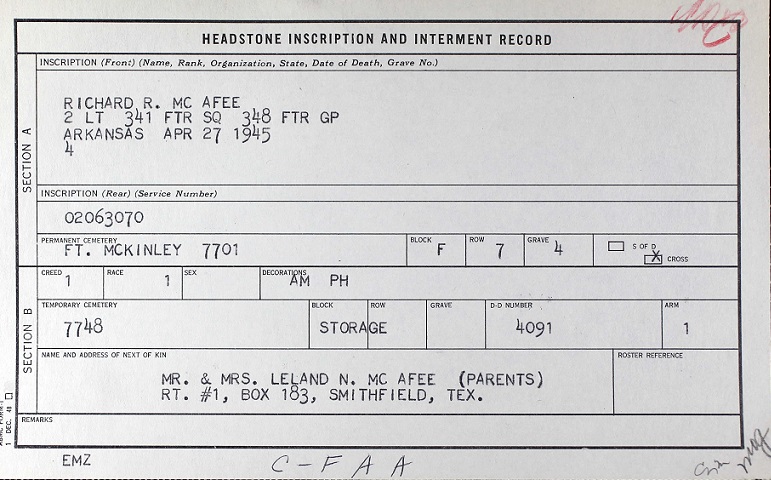 HEADSTONE INSCRIPTION AND INTERMENT RECORD
SECTION A
INSCRIPTION (Front) (Name, Rank, Organization, State, Date of Death, Grave No.)
RICHARD R. MC AFEE
2 LT 341 FTR SQ 348 FTR GP
ARKANSAS APR 27 1945
4
INSCRIPTION (Rear) (Service Number)
02063070
PERMANENT CEMETERY BLOCK ROW GRAVE S OF D
FT. MCKINLEY 7701 F 7 4 X CROSS
SECTION B
CREED RACE SEX DECORATIONS
1 1 AM PH
TEMPORARY CEMETERY BLOCK ROW GRAVE D-D NUMBER ARM
7748 STORAGE 4091 1
NAME AND ADDRESS OF NEXT OF KIN ROSTER REFERENCE
MR. & MRS. LELAND N. MC AFEE (PARENTS)
RT. #1, BOX 183, SMITHFIELD, TEX.
REMARKS
1 DEC. 48
EMZ C-FAA